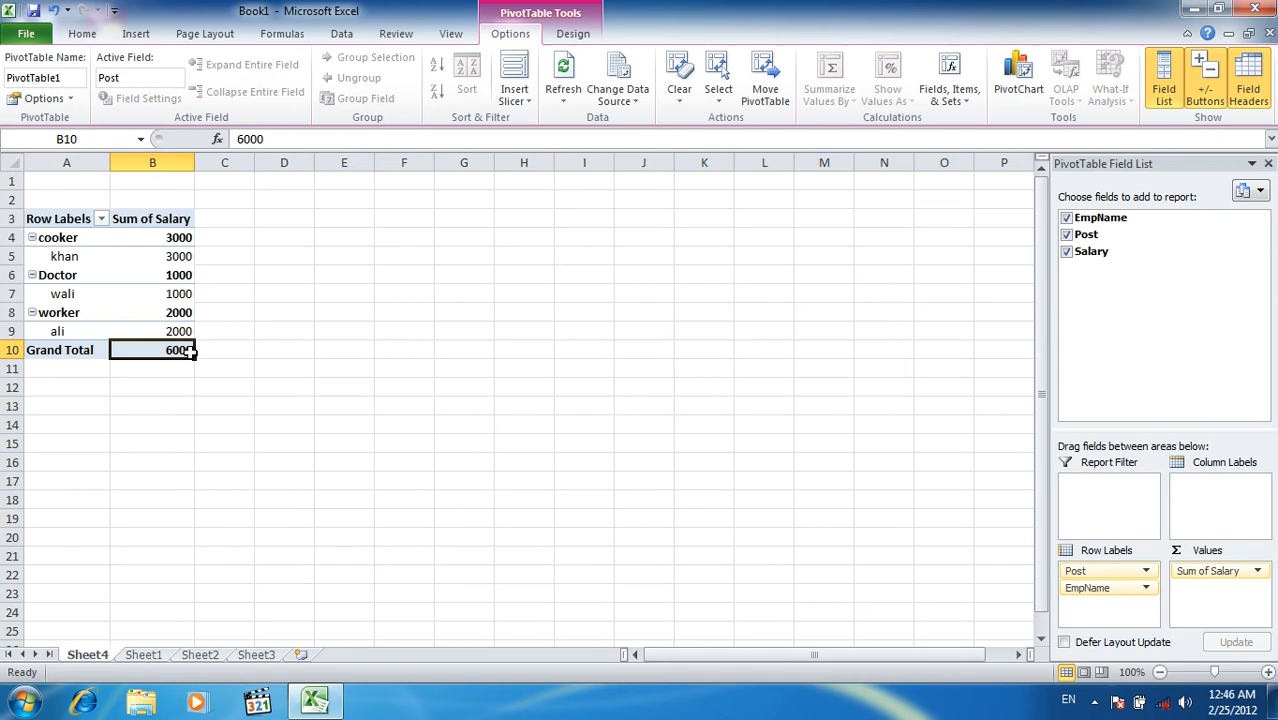 Book1 - Microsoft Excel
PivotTable Tools
File Home Insert Page Layout Formulas Data Review View Options Design
PivotTable Name:
PivotTable1
Options
PivotTable
Active Field:
Post
Field Settings
Expand Entire Field
Collapse Entire Field
Active Field
Group Selection
Ungroup
Group Field
Group
Sort
Insert Slicer
Sort & Filter
Refresh
Change Data Source
Data
Clear
Select
Move PivotTable
Actions
Summarize Values By
Show Values As
Fields, Items, & Sets
Calculations
PivotChart
OLAP Tools
What-If Analysis
Tools
Field List
+/- Buttons
Field Headers
Show
B10 fx 6000
A B C D E F G H I J K L M N O P
1
2
3 Row Labels Sum of Salary
4 cooker 3000
5 khan 3000
6 Doctor 1000
7 wali 1000
8 worker 2000
9 ali 2000
10 Grand Total 6000
11
12
13
14
15
16
17
18
19
20
21
22
23
24
25
PivotTable Field List
Choose fields to add to report:
EmpName
Post
Salary
Drag fields between areas below:
Report Filter
Column Labels
Row Labels
Σ Values
Post
EmpName
Sum of Salary
Defer Layout Update
Update
Sheet4 Sheet1 Sheet2 Sheet3
Ready
100%
321
EN
12:46 AM
2/25/2012